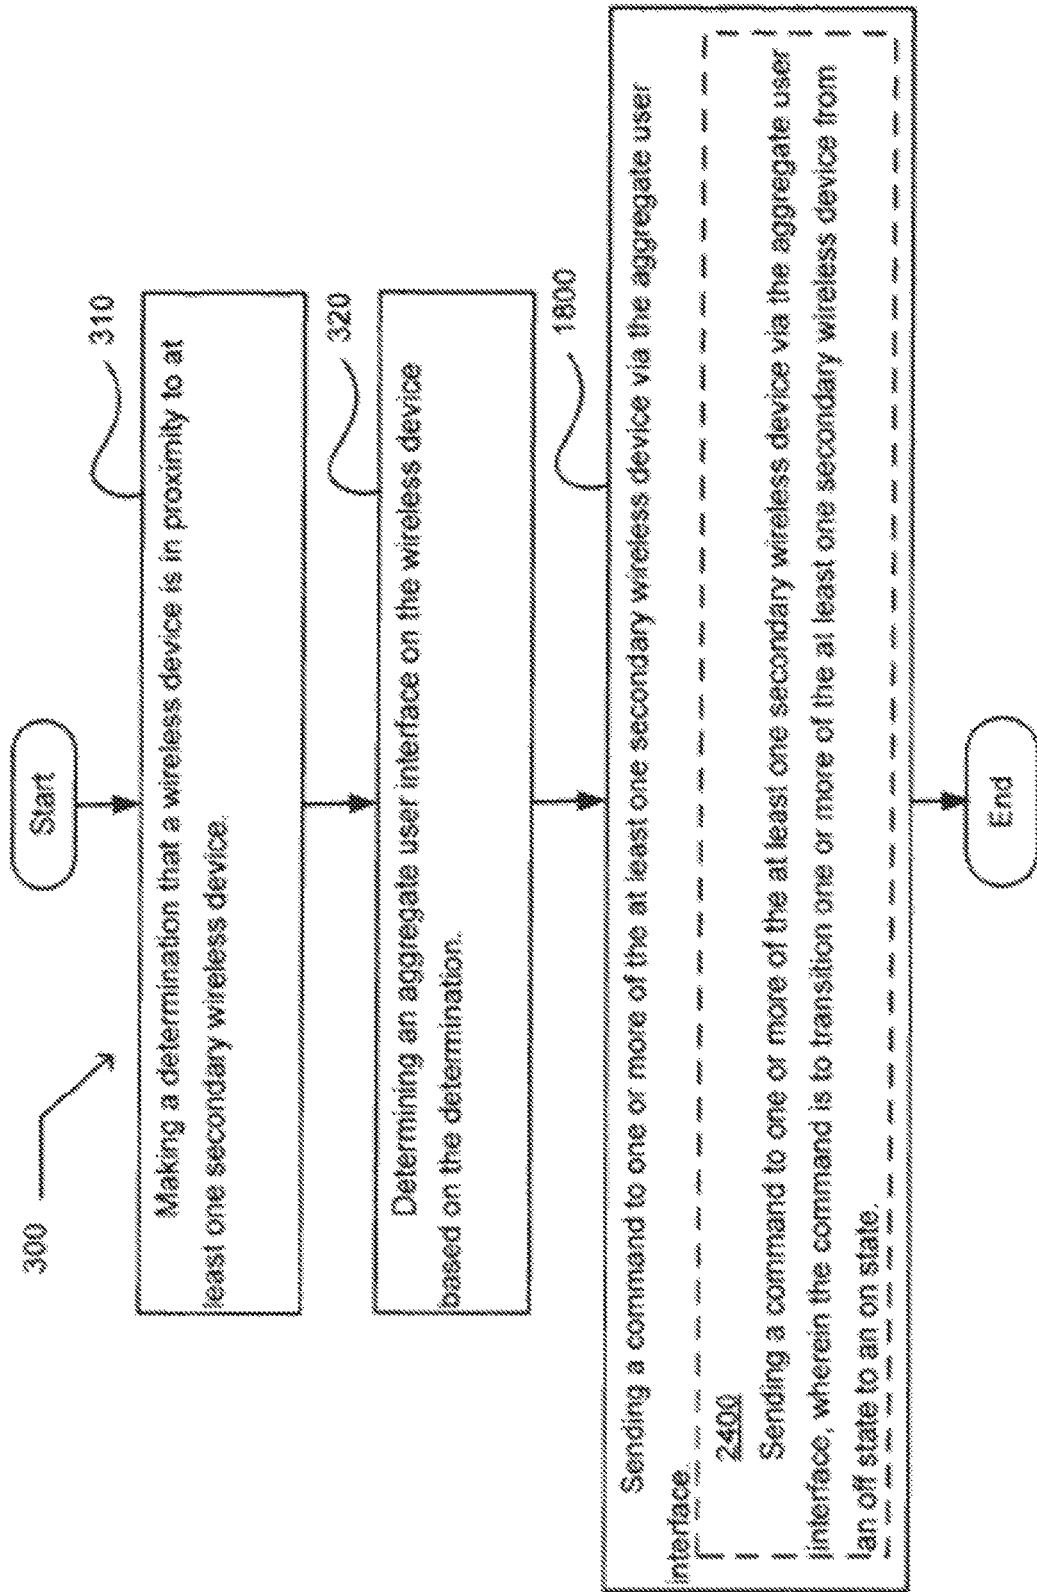 300
Start
310
Making a determination that a wireless device is in proximity to at
least one secondary wireless device.
320
Determining an aggregate user interface on the wireless device
based on the determination.
1800
Sending a command to one or more of the at least one secondary wireless device via the aggregate user
interface.
2400
Sending a command to one or more of the at least one secondary wireless device via the aggregate user
interface, wherein the command is to transition one or more of the at least one secondary wireless device from
an off state to an on state.
End